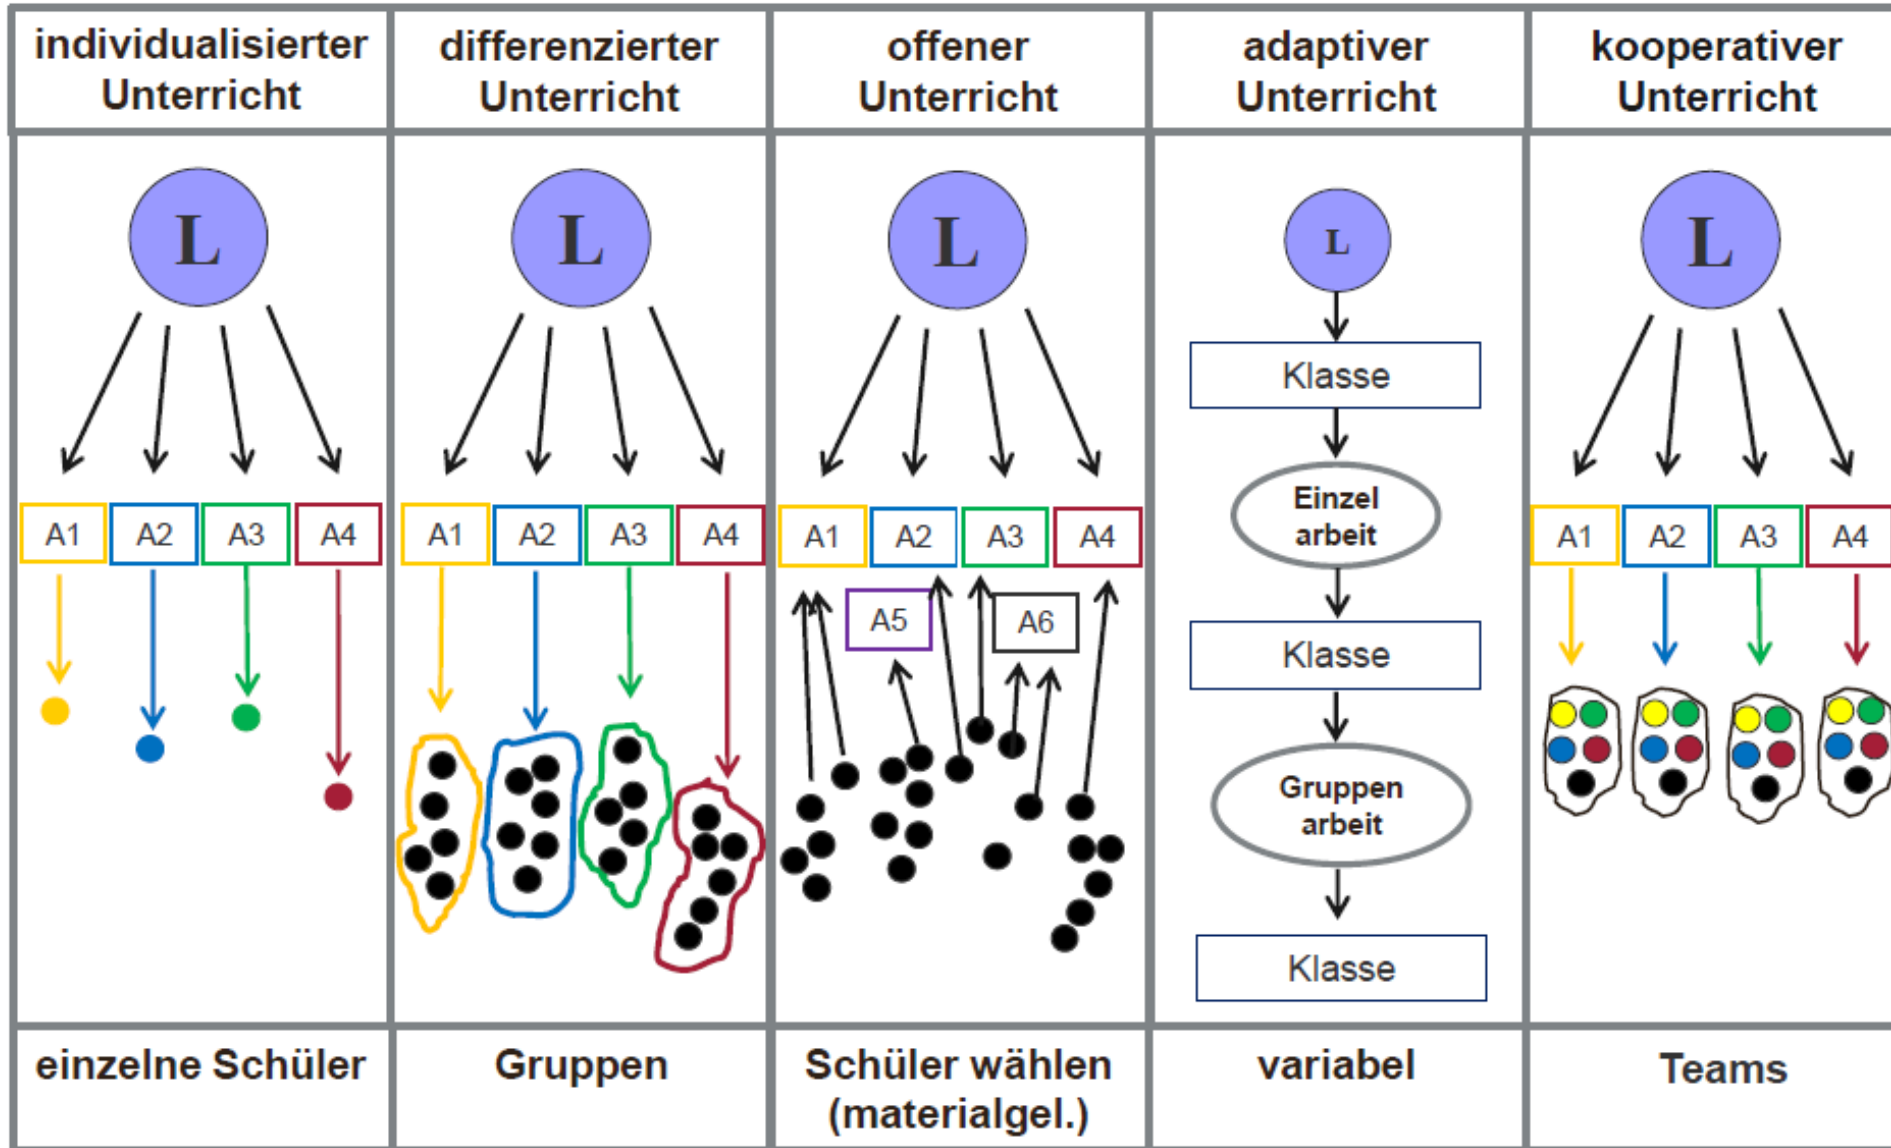 individualisierter
Unterricht
differenzierter
Unterricht
offener
Unterricht
adaptiver
Unterricht
kooperativer
Unterricht
L
A1 A2 A3 A4
L
A1 A2 A3 A4
L
A1 A2 A3 A4
A5 A6
L
Klasse
Einzel
arbeit
Klasse
Gruppen
arbeit
Klasse
L
A1 A2 A3 A4
einzelne Schüler
Gruppen
Schüler wählen
(materialgel.)
variabel
Teams